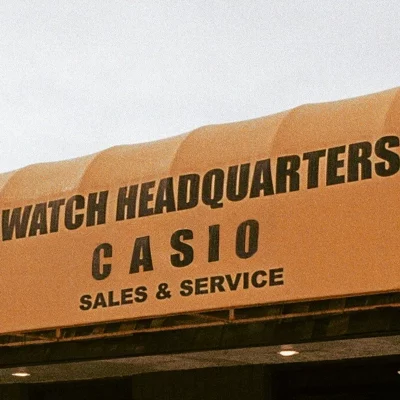 WATCH HEADQUARTERS
CASIO
SALES & SERVICE